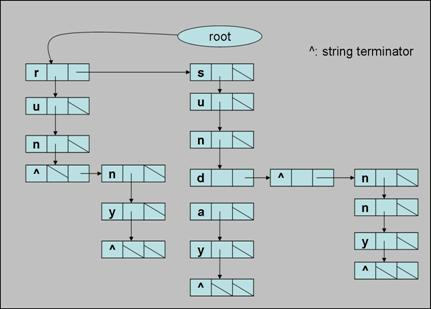 root
^: string terminator
r s
u u
n n
^ n d ^ n
y a n
^ y y
^ ^